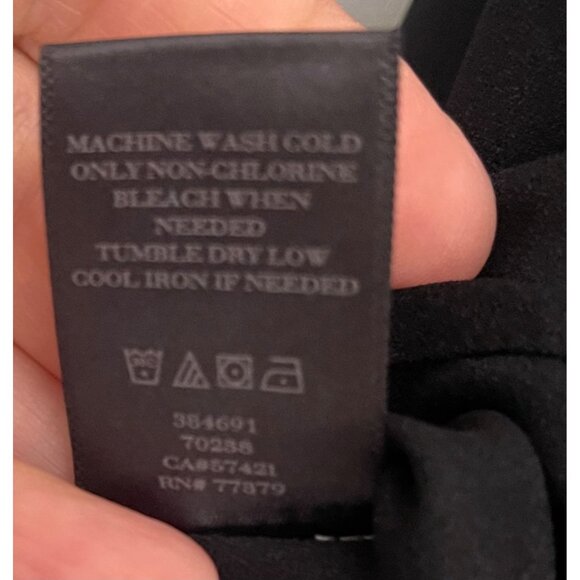 MACHINE WASH COLD
ONLY NON-CHLORINE
BLEACH WHEN
NEEDED
TUMBLE DRY LOW
COOL IRON IF NEEDED
384691
70238
CA#57421
RN# 77379